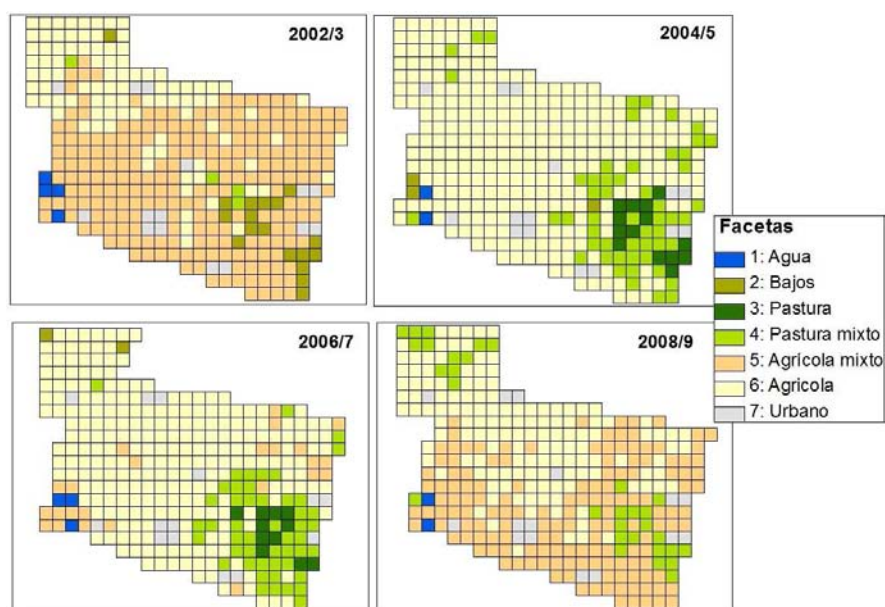 2002/3
2004/5
Facetas
1: Agua
2: Bajos
3: Pastura
4: Pastura mixto
5: Agrícola mixto
6: Agricola
7: Urbano
2006/7
2008/9